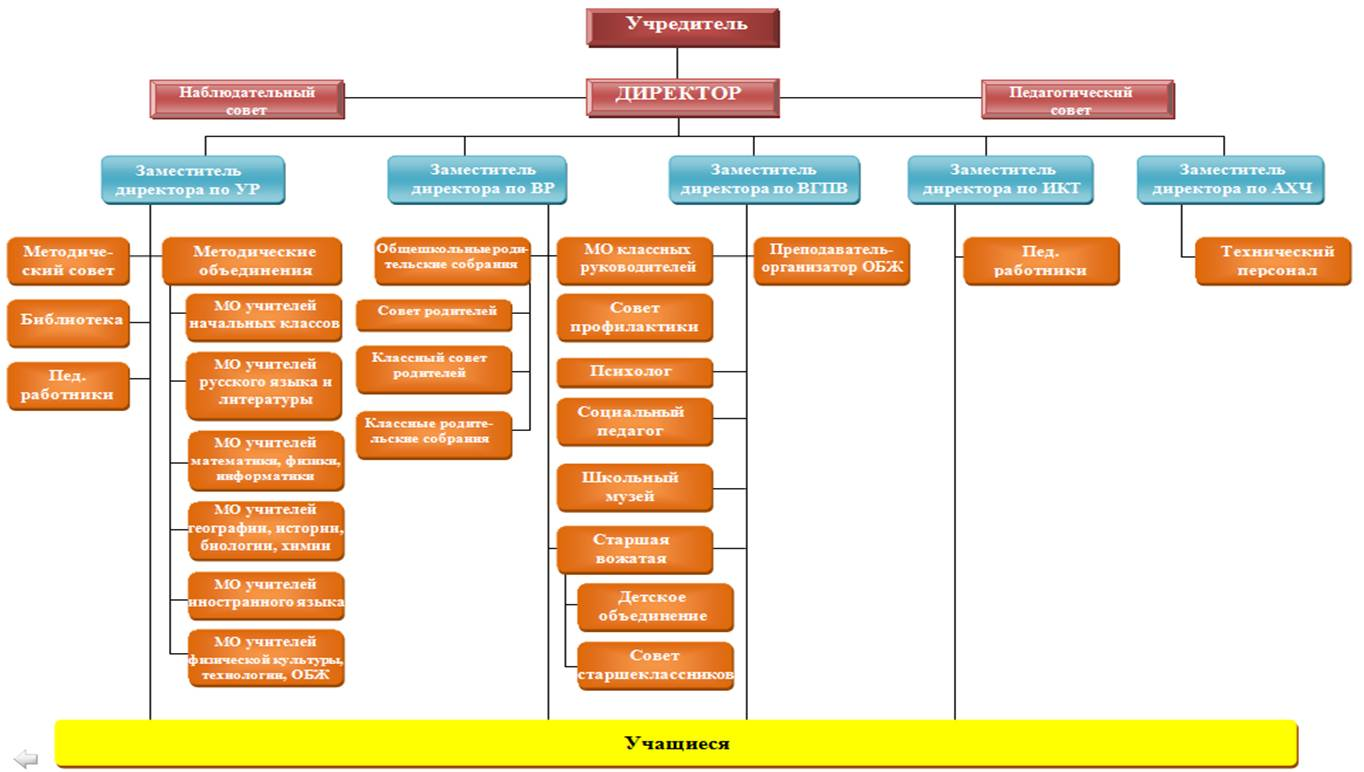 Учредитель
Наблюдательный
совет
ДИРЕКТОР
Педагогический
совет
Заместитель
директора по УР
Заместитель
директора по ВР
Заместитель
директора по ВГПВ
Заместитель
директора по ИКТ
Заместитель
директора по АХЧ
Методиче-
ский совет
Библиотека
Пед.
работники
Методические
объединения
МО учителей
начальных классов
МО учителей
русского языка и
литературы
МО учителей
математики, физики,
информатики
МО учителей
географии, истории,
биологии, химии
МО учителей
иностранного языка
МО учителей
физической культуры,
технологии, ОБЖ
Общешкольные роди-
тельские собрания
Совет родителей
Классный совет
родителей
Классные родите-
льские собрания
МО классных
руководителей
Совет
профилактики
Психолог
Социальный
педагог
Школьный
музей
Старшая
вожатая
Детское
объединение
Совет
старшеклассников
Преподаватель-
организатор ОБЖ
Пед.
работники
Технический
персонал
Учащиеся